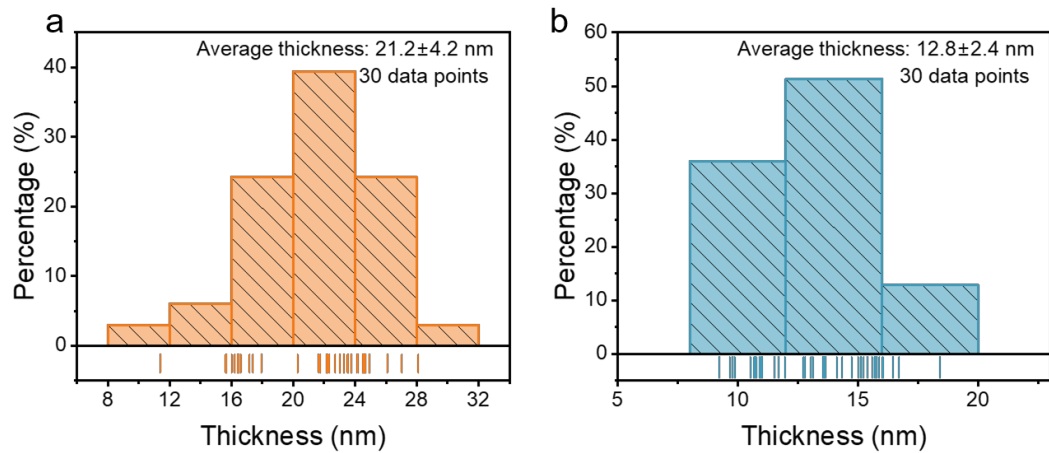 a
Average thickness: 21.2±4.2 nm
30 data points
Percentage (%)
40
30
20
10
0
8 12 16 20 24 28 32
Thickness (nm)
b
Average thickness: 12.8±2.4 nm
30 data points
Percentage (%)
60
50
40
30
20
10
0
5 10 15 20
Thickness (nm)